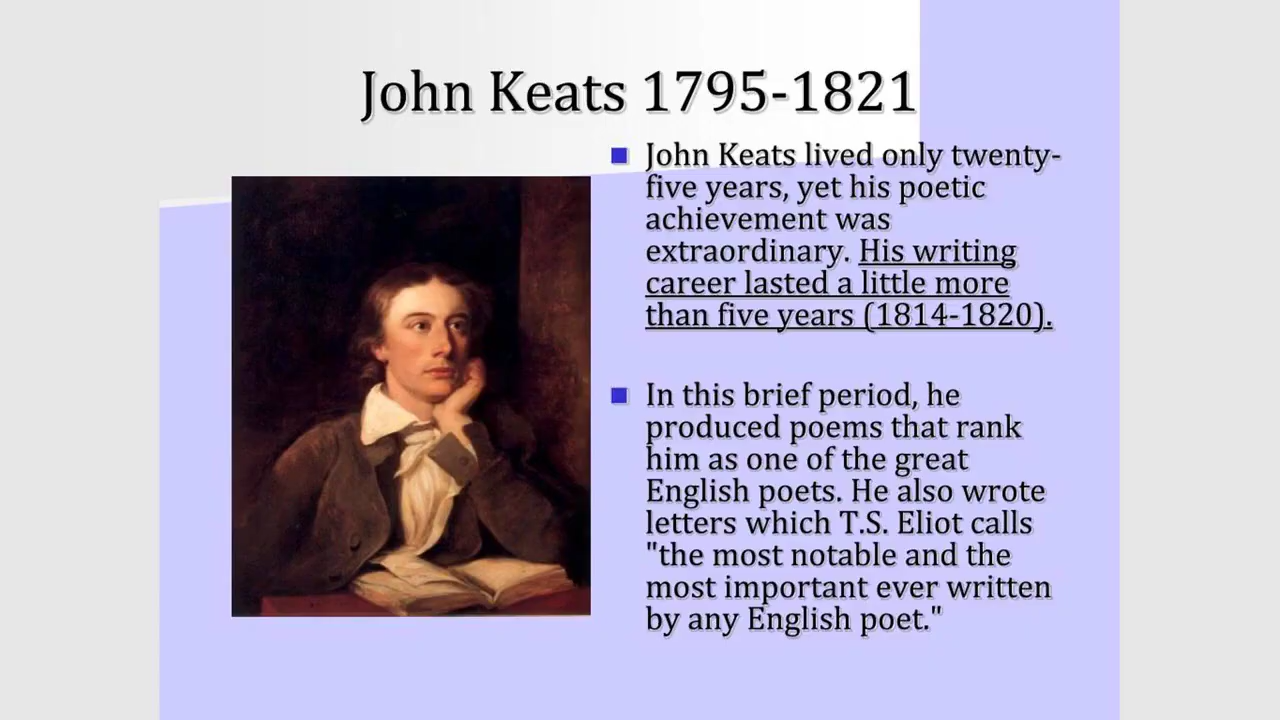 John Keats 1795-1821
John Keats lived only twenty-
five years, yet his poetic
achievement was
extraordinary. His writing
career lasted a little more
than five years (1814-1820).
In this brief period, he
produced poems that rank
him as one of the great
English poets. He also wrote
letters which T.S. Eliot calls
"the most notable and the
most important ever written
by any English poet."